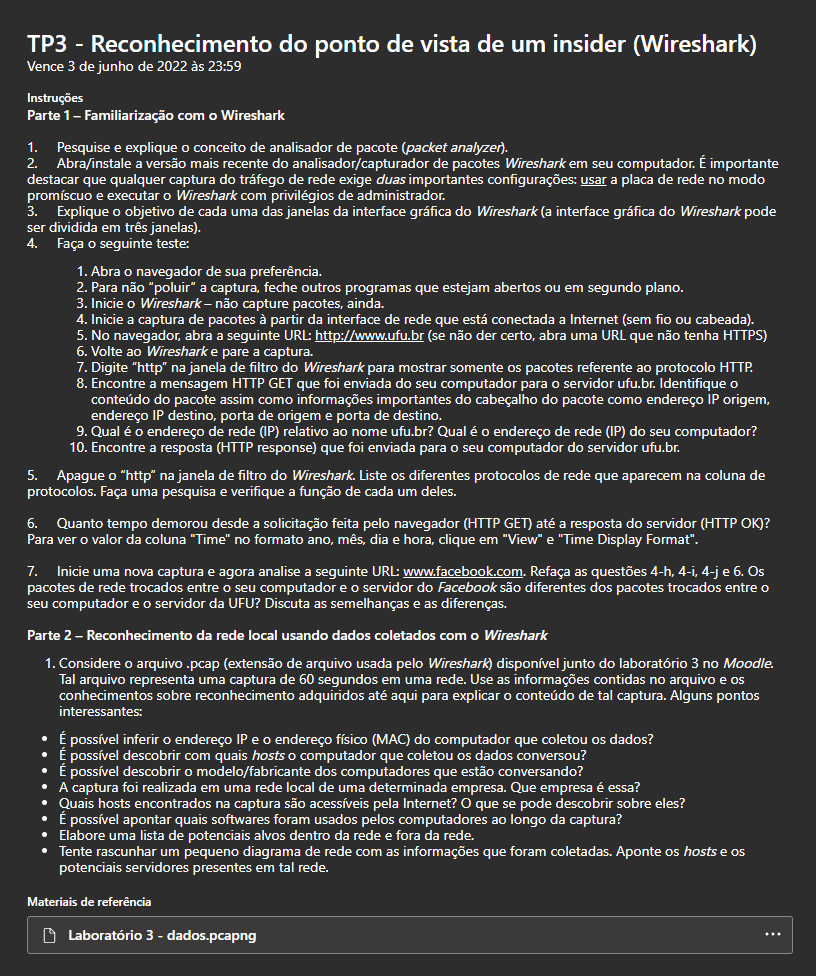 TP3 - Reconhecimento do ponto de vista de um insider (Wireshark)
Vence 3 de junho de 2022 às 23:59
Instruções
Parte 1 – Familiarização com o Wireshark
1. Pesquise e explique o conceito de analisador de pacote (packet analyzer).
2. Abra/instale a versão mais recente do analisador/capturador de pacotes Wireshark em seu computador. É importante
destacar que qualquer captura do tráfego de rede exige duas importantes configurações: usar a placa de rede no modo
promíscuo e executar o Wireshark com privilégios de administrador.
3. Explique o objetivo de cada uma das janelas da interface gráfica do Wireshark (a interface gráfica do Wireshark pode
ser dividida em três janelas).
4. Faça o seguinte teste:
1. Abra o navegador de sua preferência.
2. Para não “poluir” a captura, feche outros programas que estejam abertos ou em segundo plano.
3. Inicie o Wireshark – não capture pacotes, ainda.
4. Inicie a captura de pacotes à partir da interface de rede que está conectada a Internet (sem fio ou cabeada).
5. No navegador, abra a seguinte URL: http://www.ufu.br (se não der certo, abra uma URL que não tenha HTTPS)
6. Volte ao Wireshark e pare a captura.
7. Digite “http” na janela de filtro do Wireshark para mostrar somente os pacotes referente ao protocolo HTTP.
8. Encontre a mensagem HTTP GET que foi enviada do seu computador para o servidor ufu.br. Identifique o
conteúdo do pacote assim como informações importantes do cabeçalho do pacote como endereço IP origem,
endereço IP destino, porta de origem e porta de destino.
9. Qual é o endereço de rede (IP) relativo ao nome ufu.br? Qual é o endereço de rede (IP) do seu computador?
10. Encontre a resposta (HTTP response) que foi enviada para o seu computador do servidor ufu.br.
5. Apague o “http” na janela de filtro do Wireshark. Liste os diferentes protocolos de rede que aparecem na coluna de
protocolos. Faça uma pesquisa e verifique a função de cada um deles.
6. Quanto tempo demorou desde a solicitação feita pelo navegador (HTTP GET) até a resposta do servidor (HTTP OK)?
Para ver o valor da coluna "Time" no formato ano, mês, dia e hora, clique em "View" e "Time Display Format".
7. Inicie uma nova captura e agora analise a seguinte URL: www.facebook.com. Refaça as questões 4-h, 4-i, 4-j e 6. Os
pacotes de rede trocados entre o seu computador e o servidor do Facebook são diferentes dos pacotes trocados entre o
seu computador e o servidor da UFU? Discuta as semelhanças e as diferenças.
Parte 2 – Reconhecimento da rede local usando dados coletados com o Wireshark
1. Considere o arquivo .pcap (extensão de arquivo usada pelo Wireshark) disponível junto do laboratório 3 no Moodle.
Tal arquivo representa uma captura de 60 segundos em uma rede. Use as informações contidas no arquivo e os
conhecimentos sobre reconhecimento adquiridos até aqui para explicar o conteúdo de tal captura. Alguns pontos
interessantes:
• É possível inferir o endereço IP e o endereço físico (MAC) do computador que coletou os dados?
• É possível descobrir com quais hosts o computador que coletou os dados conversou?
• É possível descobrir o modelo/fabricante dos computadores que estão conversando?
• A captura foi realizada em uma rede local de uma determinada empresa. Que empresa é essa?
• Quais hosts encontrados na captura são acessíveis pela Internet? O que se pode descobrir sobre eles?
• É possível apontar quais softwares foram usados pelos computadores ao longo da captura?
• Elabore uma lista de potenciais alvos dentro da rede e fora da rede.
• Tente rascunhar um pequeno diagrama de rede com as informações que foram coletadas. Aponte os hosts e os
potenciais servidores presentes em tal rede.
Materiais de referência
Laboratório 3 - dados.pcapng